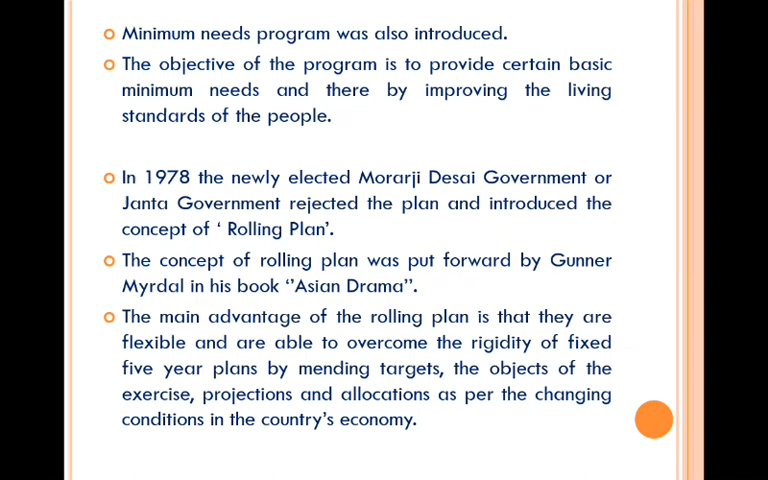 Minimum needs program was also introduced.
The objective of the program is to provide certain basic
minimum needs and there by improving the living
standards of the people.
In 1978 the newly elected Morarji Desai Government or
Janta Government rejected the plan and introduced the
concept of ‘ Rolling Plan’.
The concept of rolling plan was put forward by Gunner
Myrdal in his book ‘’Asian Drama’’.
The main advantage of the rolling plan is that they are
flexible and are able to overcome the rigidity of fixed
five year plans by mending targets, the objects of the
exercise, projections and allocations as per the changing
conditions in the country’s economy.